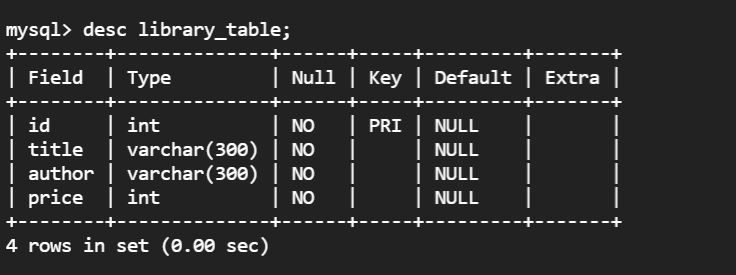 mysql> desc library_table;
+--------+--------------+------+-----+---------+-------+
| Field  | Type         | Null | Key | Default | Extra |
+--------+--------------+------+-----+---------+-------+
| id     | int          | NO   | PRI | NULL    |       |
| title  | varchar(300) | NO   |     | NULL    |       |
| author | varchar(300) | NO   |     | NULL    |       |
| price  | int          | NO   |     | NULL    |       |
+--------+--------------+------+-----+---------+-------+
4 rows in set (0.00 sec)